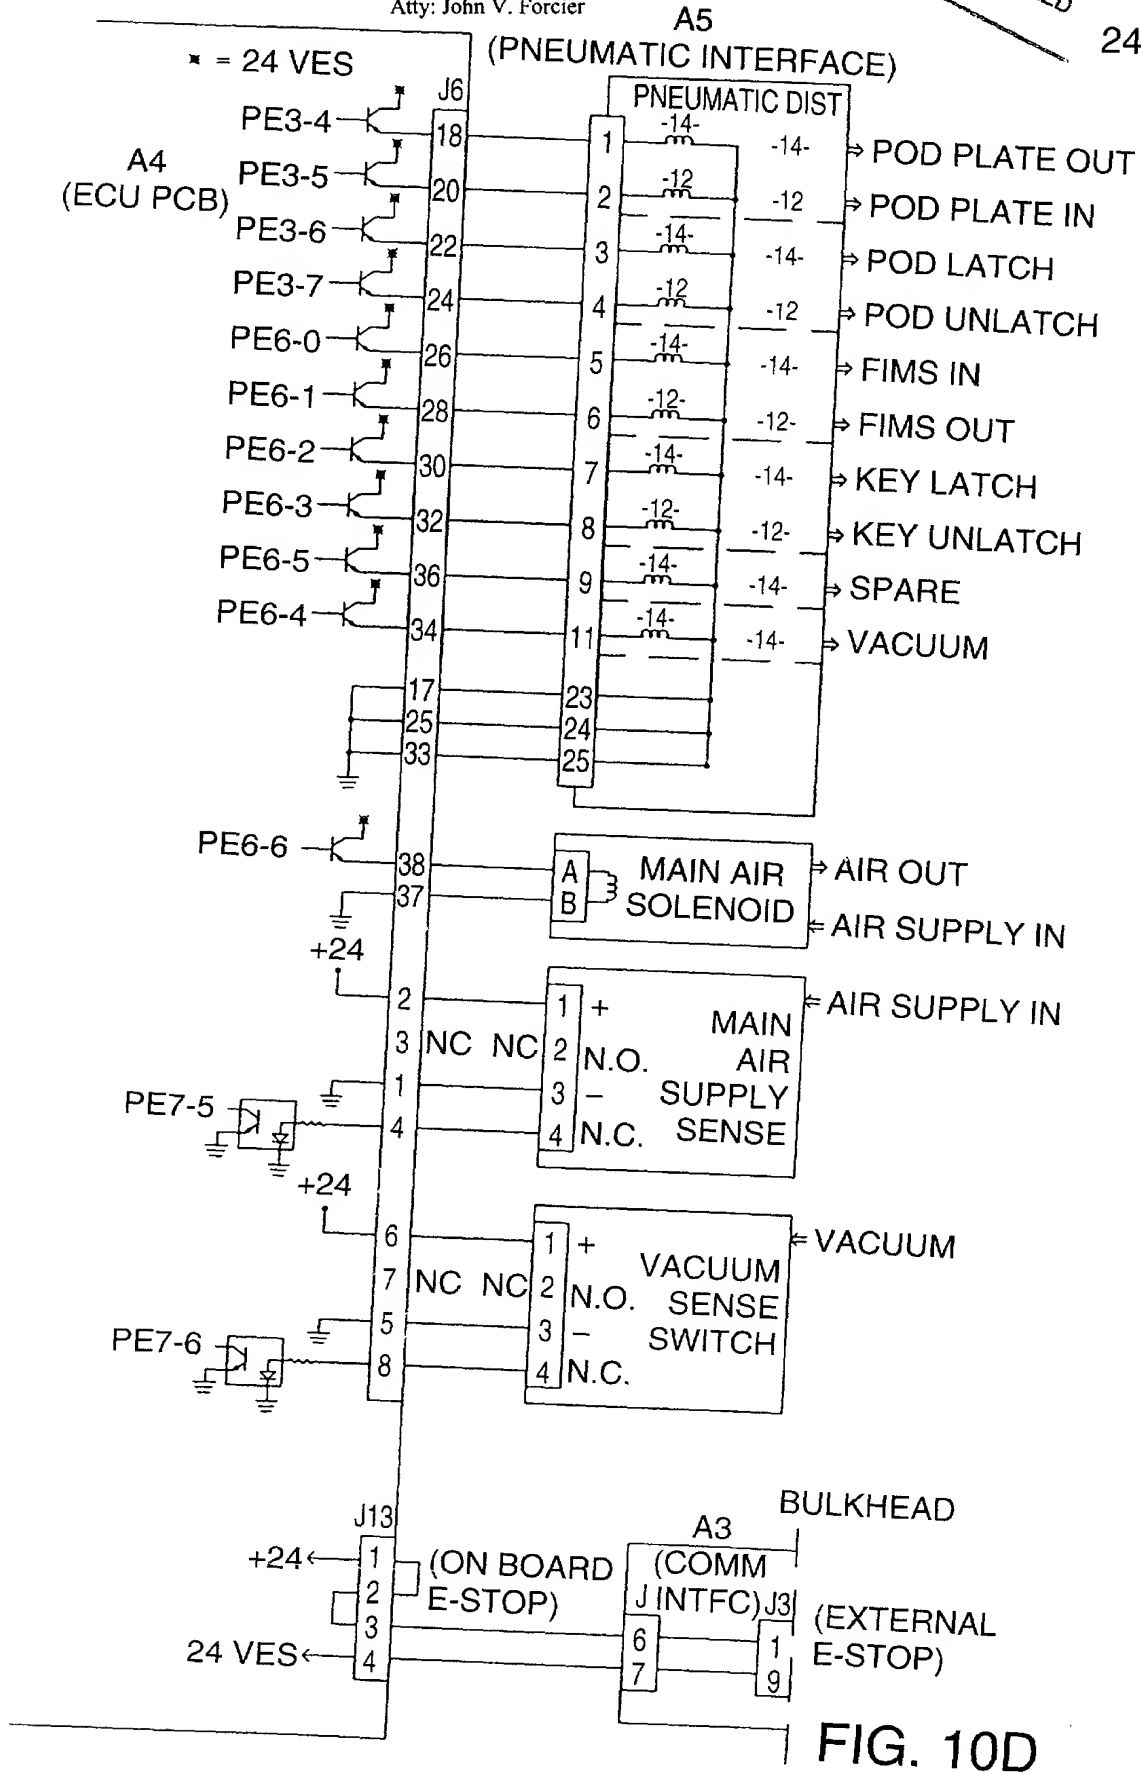 Atty: John V. Forcier
24
A5
(PNEUMATIC INTERFACE)
= 24 VES
J6
PNEUMATIC DIST
A4
(ECU PCB)
PE3-4 18 1 -14- -14- POD PLATE OUT
PE3-5 20 2 -12 -12 POD PLATE IN
PE3-6 22 3 -14- -14- POD LATCH
PE3-7 24 4 -12 -12 POD UNLATCH
PE6-0 26 5 -14- -14- FIMS IN
PE6-1 28 6 -12- -12- FIMS OUT
PE6-2 30 7 -14- -14- KEY LATCH
PE6-3 32 8 -12- -12- KEY UNLATCH
PE6-5 36 9 -14- -14- SPARE
PE6-4 34 11 -14- -14- VACUUM
17 23
25 24
33 25
PE6-6 38 A MAIN AIR AIR OUT
37 B SOLENOID AIR SUPPLY IN
+24
2 1 + AIR SUPPLY IN
MAIN
3 NC NC 2 N.O. AIR
1 3 – SUPPLY
PE7-5 4 4 N.C. SENSE
+24
6 1 + VACUUM
VACUUM
7 NC NC 2 N.O. SENSE
5 3 – SWITCH
PE7-6 8 4 N.C.
BULKHEAD
J13 A3
+24 1 (ON BOARD (COMM
2 E-STOP) J INTFC) J3
3 6 1 (EXTERNAL
24 VES 4 7 9 E-STOP)
FIG. 10D